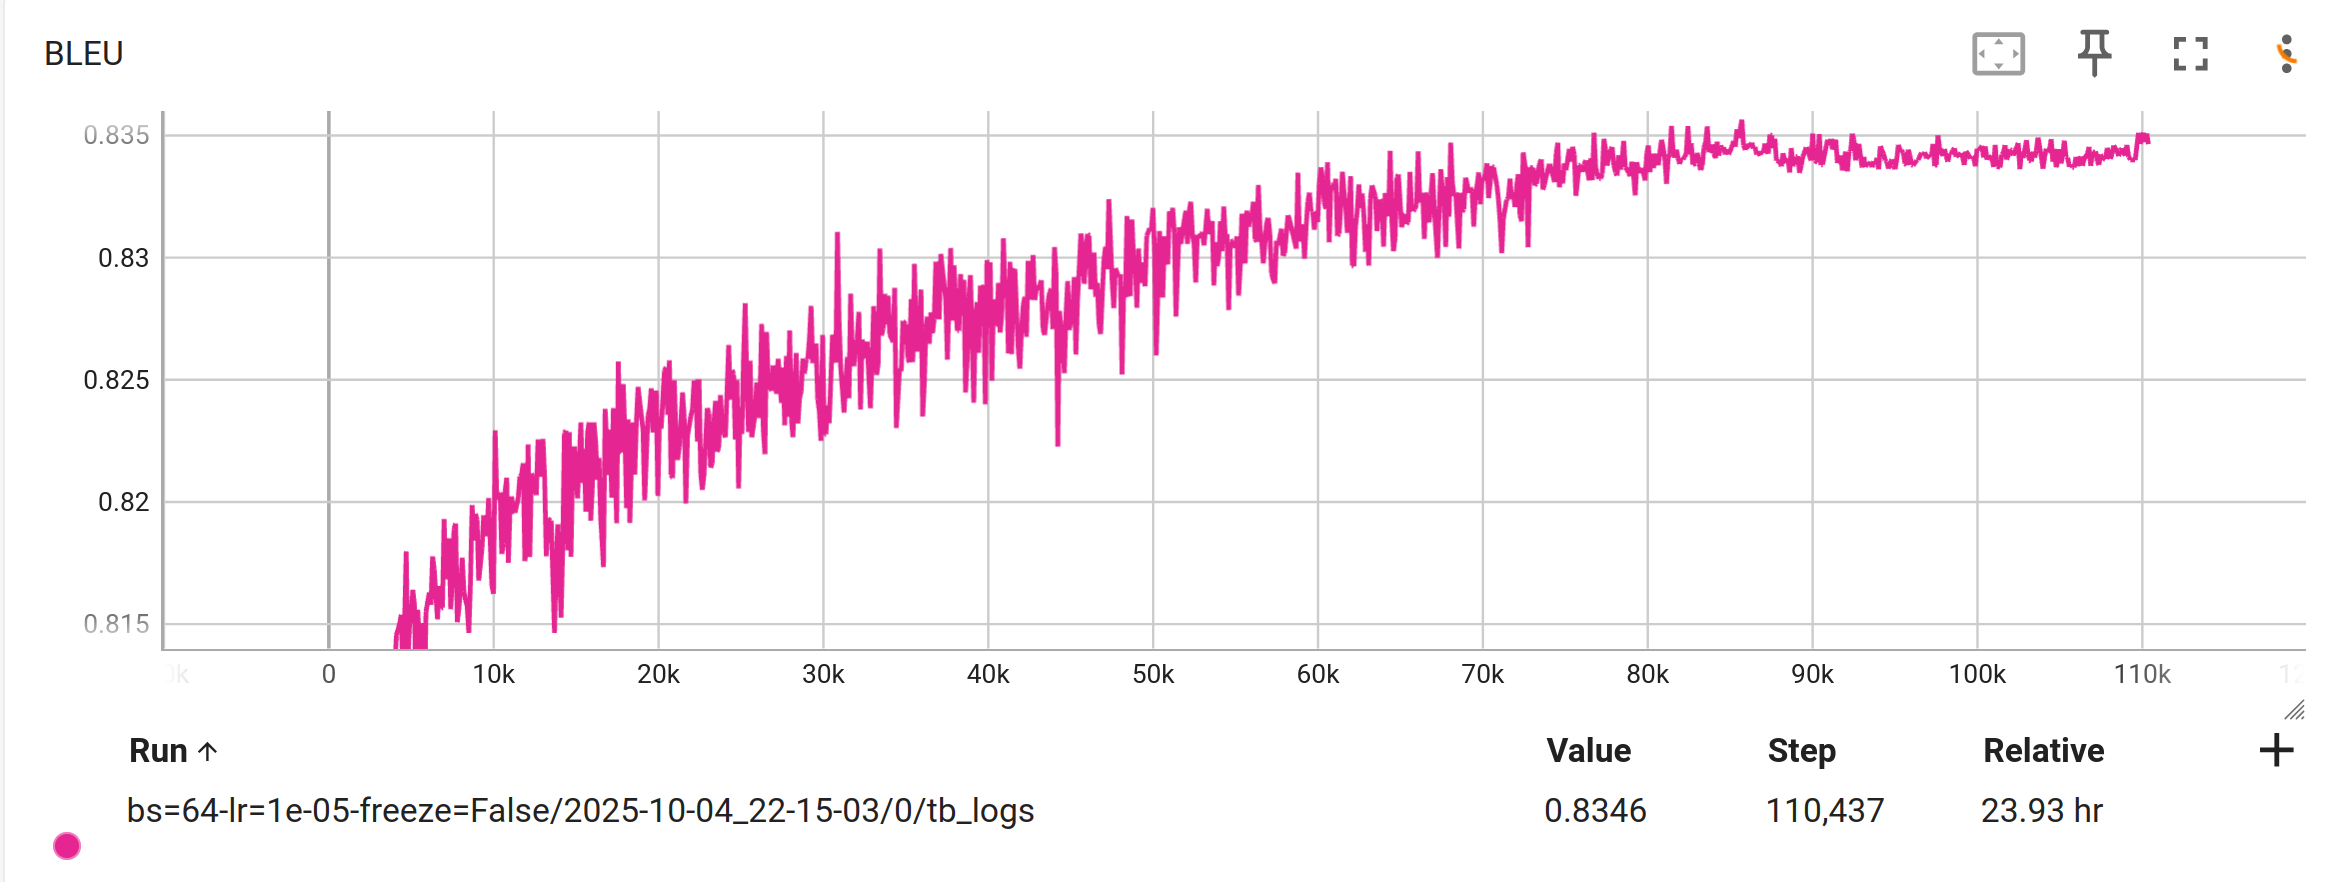 BLEU
0.835
0.83
0.825
0.82
0.815
0k 0 10k 20k 30k 40k 50k 60k 70k 80k 90k 100k 110k 12
Run ↑ Value Step Relative +
bs=64-lr=1e-05-freeze=False/2025-10-04_22-15-03/0/tb_logs 0.8346 110,437 23.93 hr